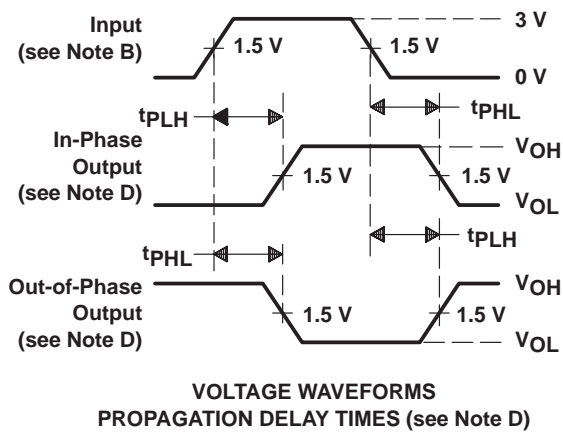 Input
(see Note B)
1.5 V
1.5 V
3 V
0 V
tPLH
tPHL
In-Phase
Output
(see Note D)
1.5 V
1.5 V
VOH
VOL
tPHL
tPLH
Out-of-Phase
Output
(see Note D)
1.5 V
1.5 V
VOH
VOL
VOLTAGE WAVEFORMS
PROPAGATION DELAY TIMES (see Note D)